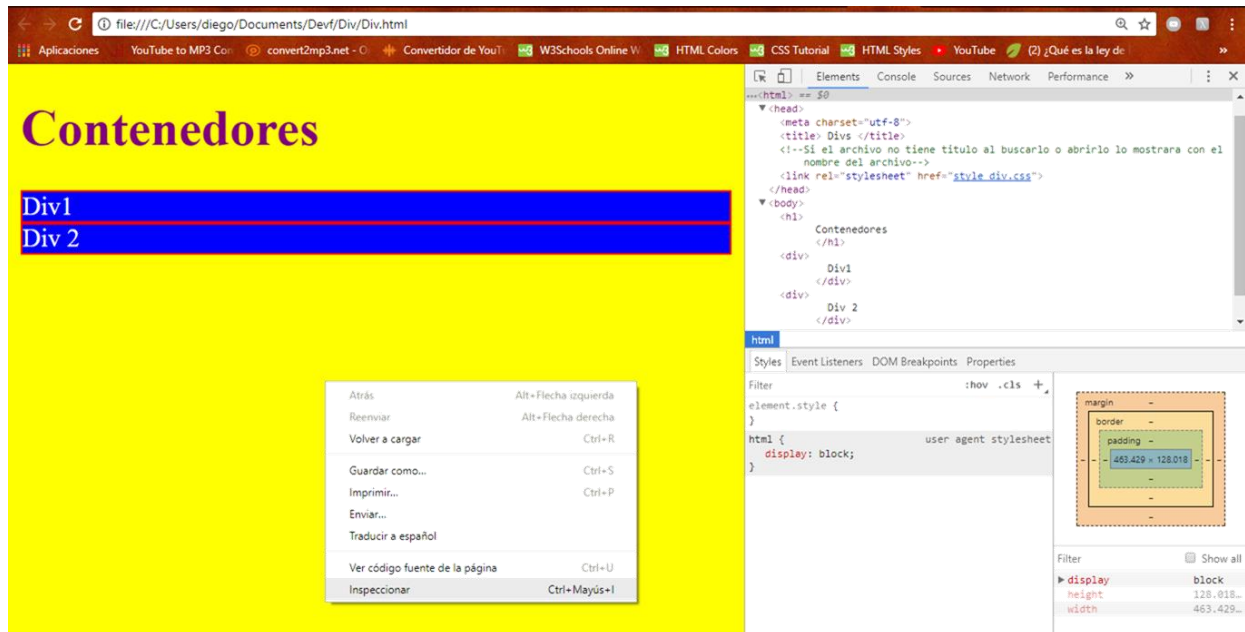 file:///C:/Users/diego/Documents/Devf/Div/Div.html
Aplicaciones YouTube to MP3 Con convert2mp3.net - O Convertidor de YouT W3Schools Online W HTML Colors CSS Tutorial HTML Styles YouTube (2) ¿Qué es la ley de »
Contenedores
Div1
Div 2
Atrás Alt+Flecha izquierda
Reenviar Alt+Flecha derecha
Volver a cargar Ctrl+R
Guardar como... Ctrl+S
Imprimir... Ctrl+P
Enviar...
Traducir a español
Ver código fuente de la página Ctrl+U
Inspeccionar Ctrl+Mayús+I
Elements Console Sources Network Performance »
...<html> == $0
▼<head>
<meta charset="utf-8">
<title> Divs </title>
<!--Si el archivo no tiene titulo al buscarlo o abrirlo lo mostrara con el
nombre del archivo-->
<link rel="stylesheet" href="style div.css">
</head>
▼<body>
<h1>
Contenedores
</h1>
<div>
Div1
</div>
<div>
Div 2
</div>
html
Styles Event Listeners DOM Breakpoints Properties
Filter :hov .cls +
element.style {
}
html { user agent stylesheet
display: block;
}
margin -
border -
padding -
- - - 463.429 × 128.018 - - -
-
-
-
Filter Show all
▶display block
height 128.018…
width 463.429…